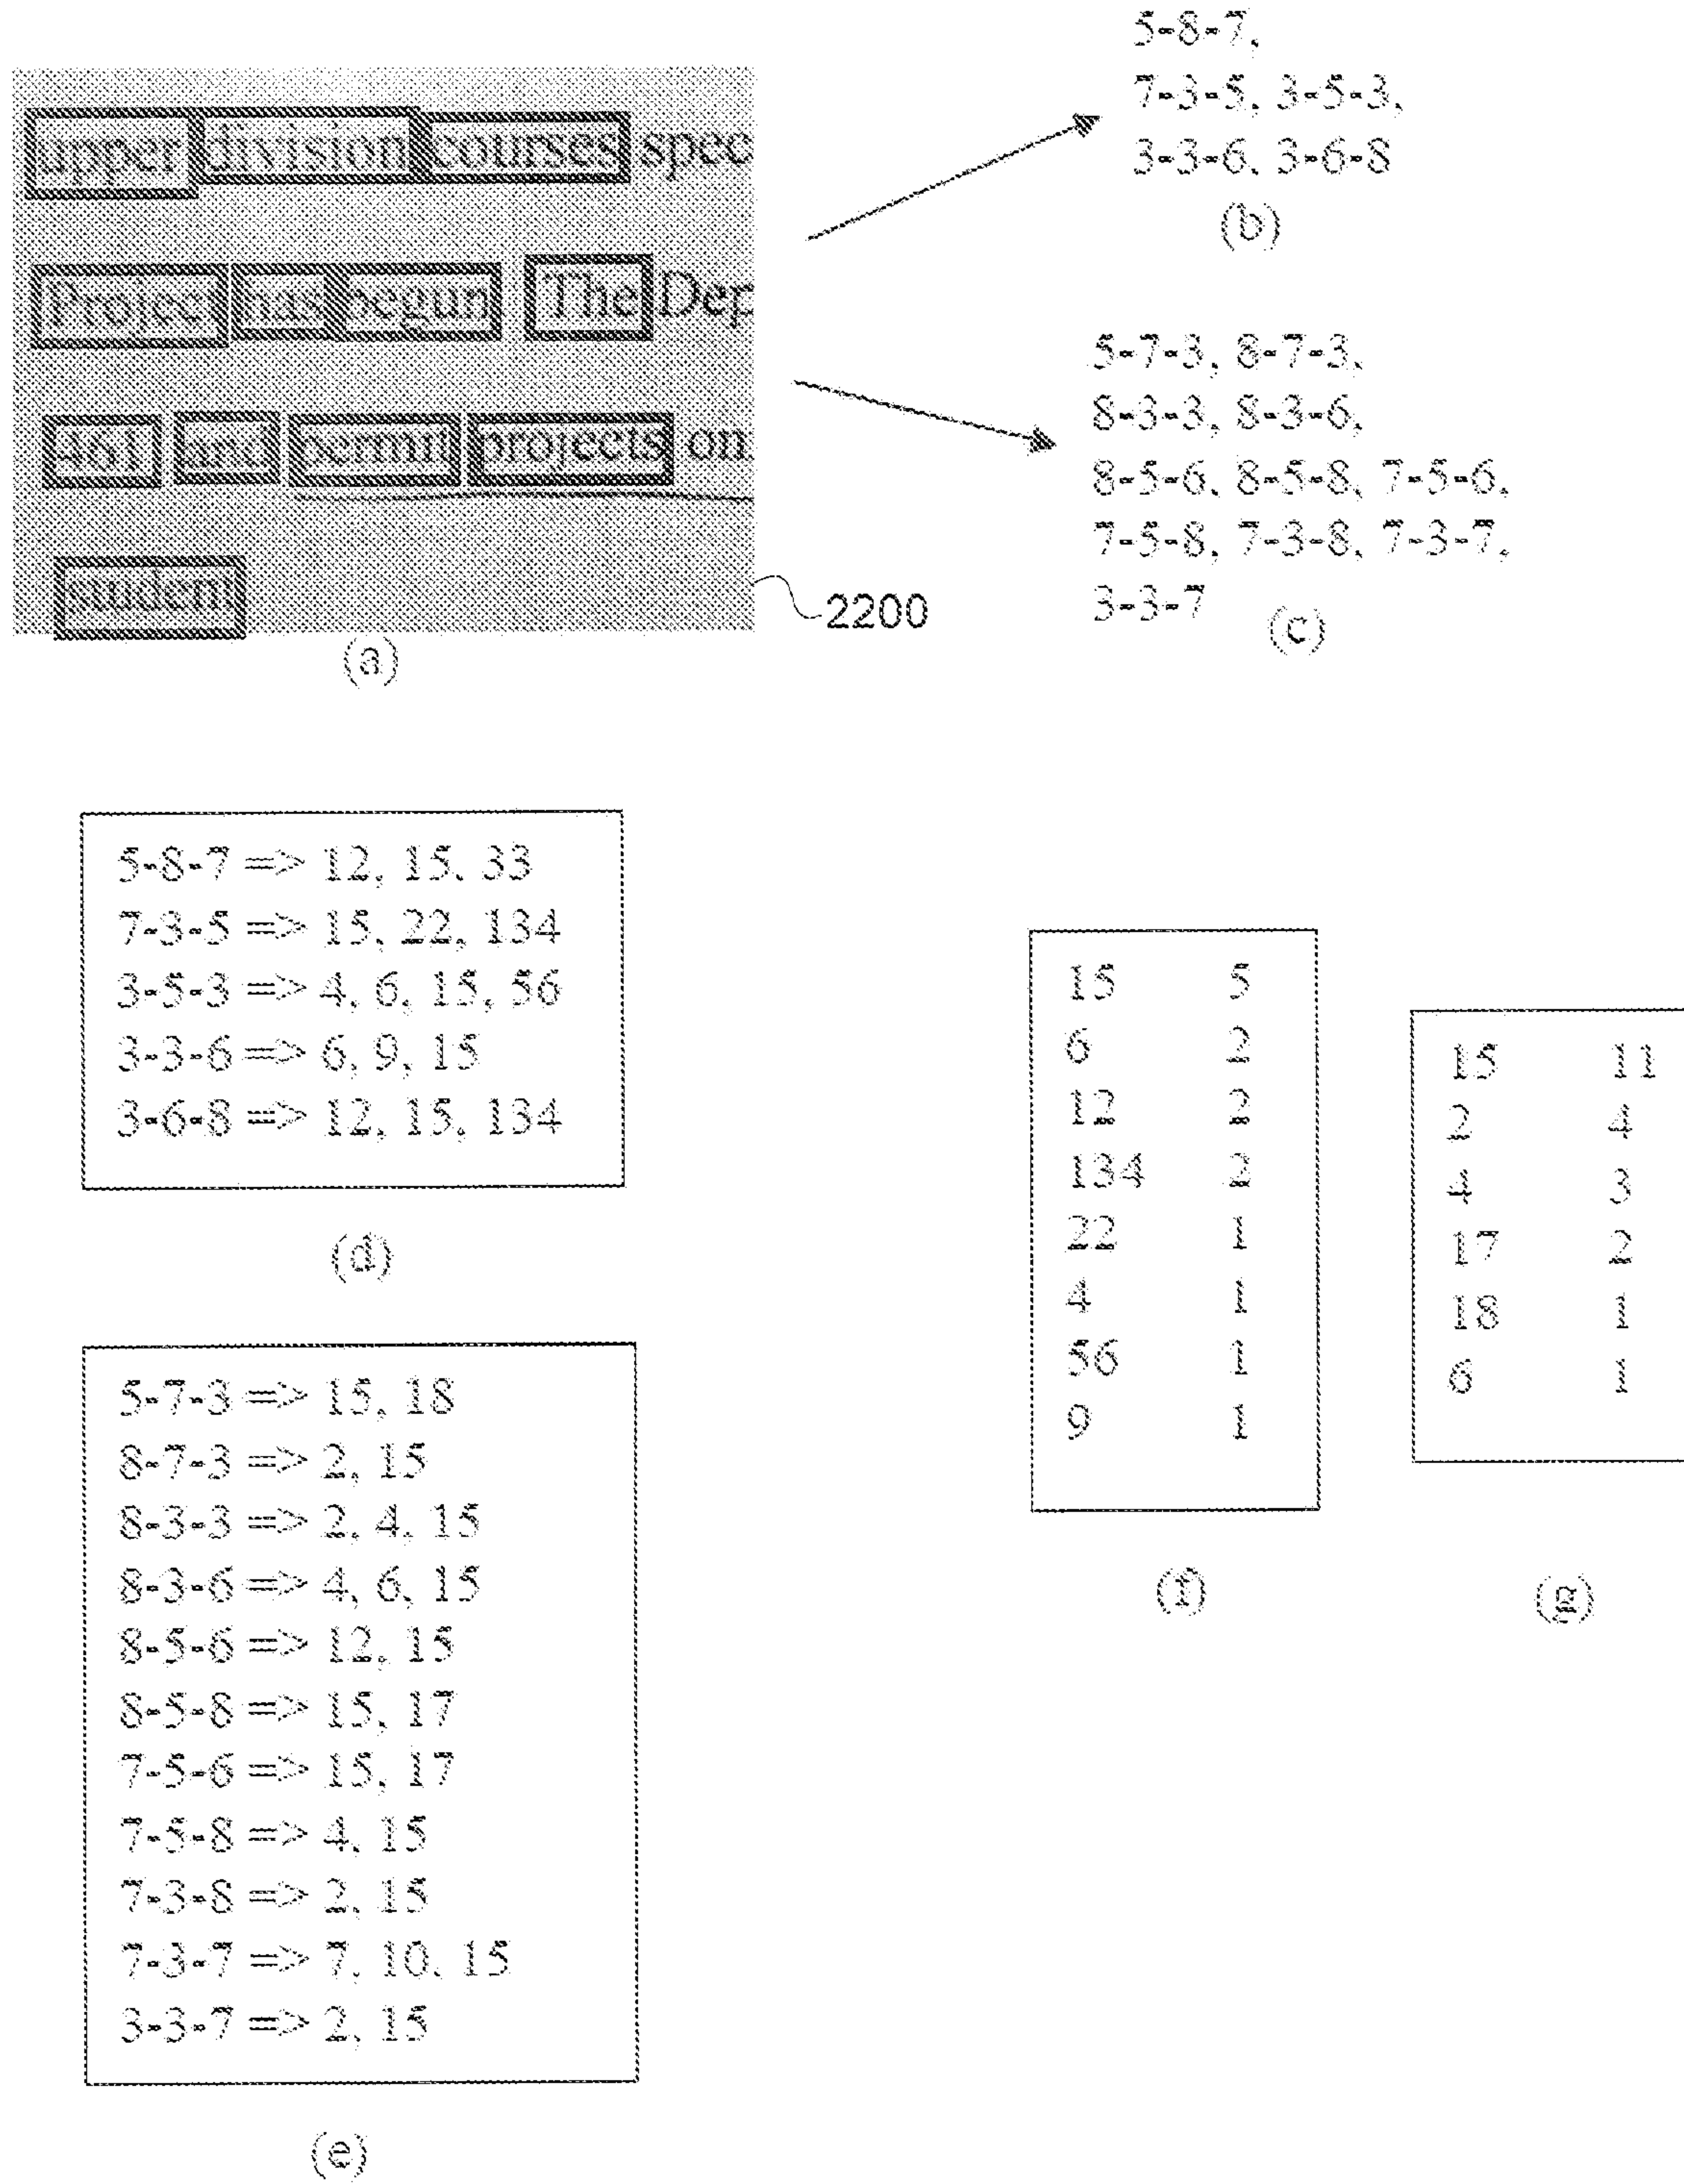 upper division courses spec
Project has begun The Dep
461 and permit projects on
student
(a)
2200
5-8-7,
7-3-5, 3-5-3,
3-3-6, 3-6-8
(b)
5-7-3, 8-7-3,
8-3-3, 8-3-6,
8-5-6, 8-5-8, 7-5-6,
7-5-8, 7-3-8, 7-3-7,
3-3-7
(c)
5-8-7 => 12, 15, 33
7-3-5 => 15, 22, 134
3-5-3 => 4, 6, 15, 56
3-3-6 => 6, 9, 15
3-6-8 => 12, 15, 134
(d)
5-7-3 => 15, 18
8-7-3 => 2, 15
8-3-3 => 2, 4, 15
8-3-6 => 4, 6, 15
8-5-6 => 12, 15
8-5-8 => 15, 17
7-5-6 => 15, 17
7-5-8 => 4, 15
7-3-8 => 2, 15
7-3-7 => 7, 10, 15
3-3-7 => 2, 15
(e)
15 5
6 2
12 2
134 2
22 1
4 1
56 1
9 1
(f)
15 11
2 4
4 3
17 2
18 1
6 1
(g)